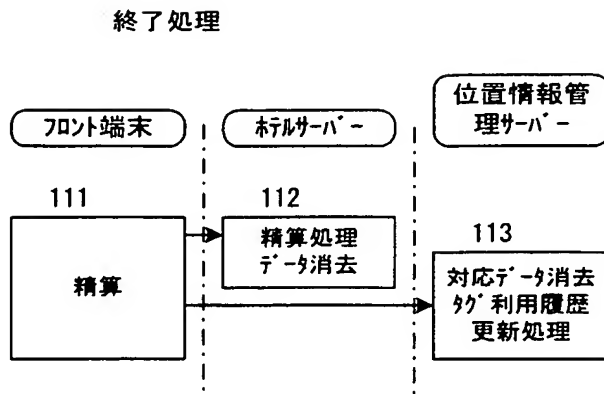 終了処理
フロント端末
ホテルサーバー
位置情報管
理サーバー
111
精算
112
精算処理
データ消去
113
対応データ消去
タグ利用履歴
更新処理